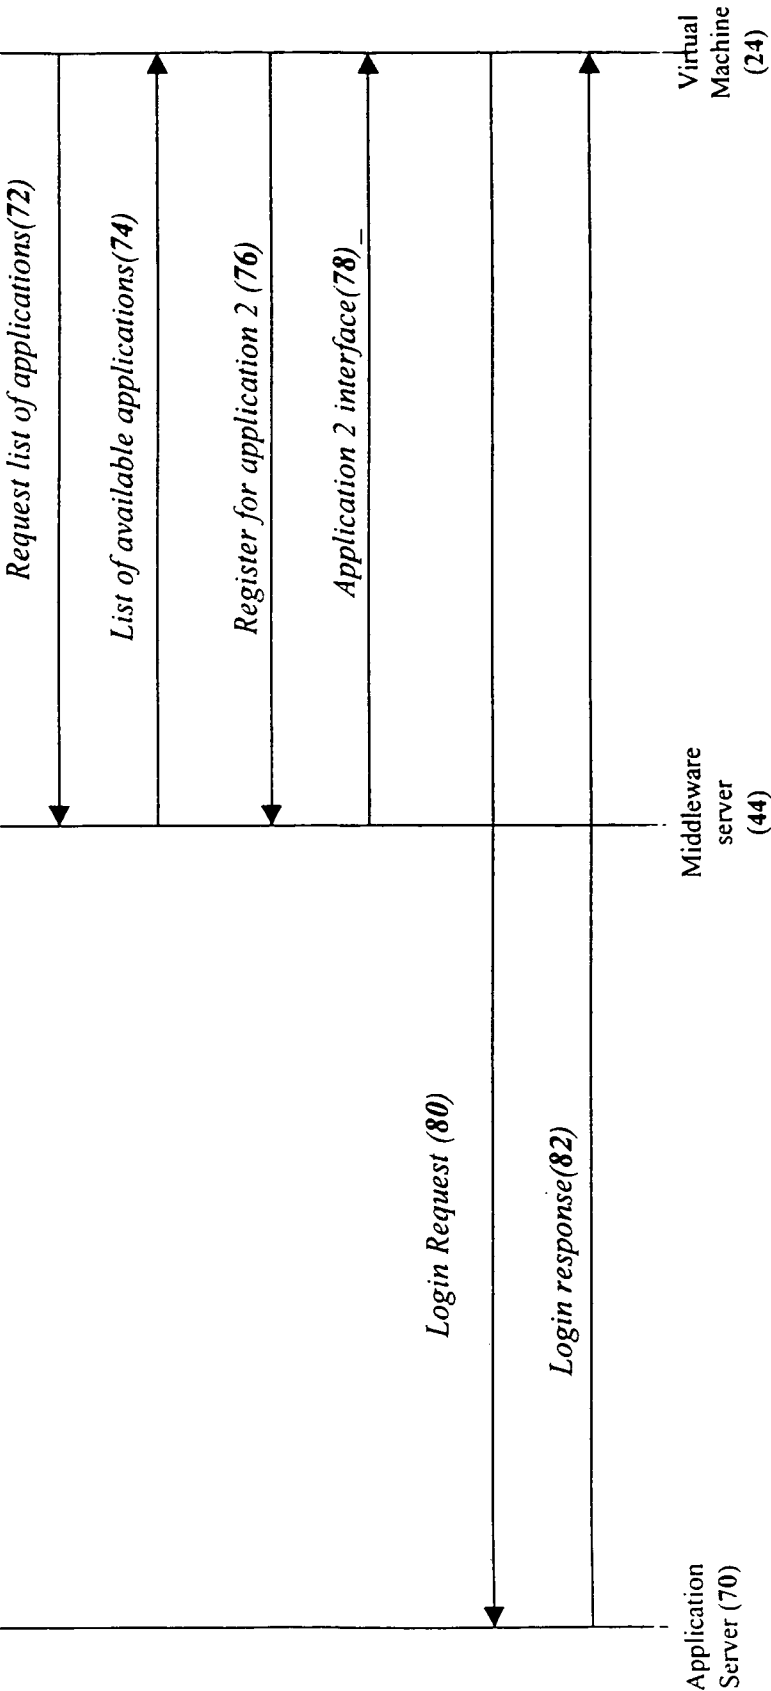 Request list of applications(72)
List of available applications(74)
Register for application 2 (76)
Application 2 interface(78)_
Login Request (80)
Login response(82)
Application
Server (70)
Middleware
server
(44)
Virtual
Machine
(24)